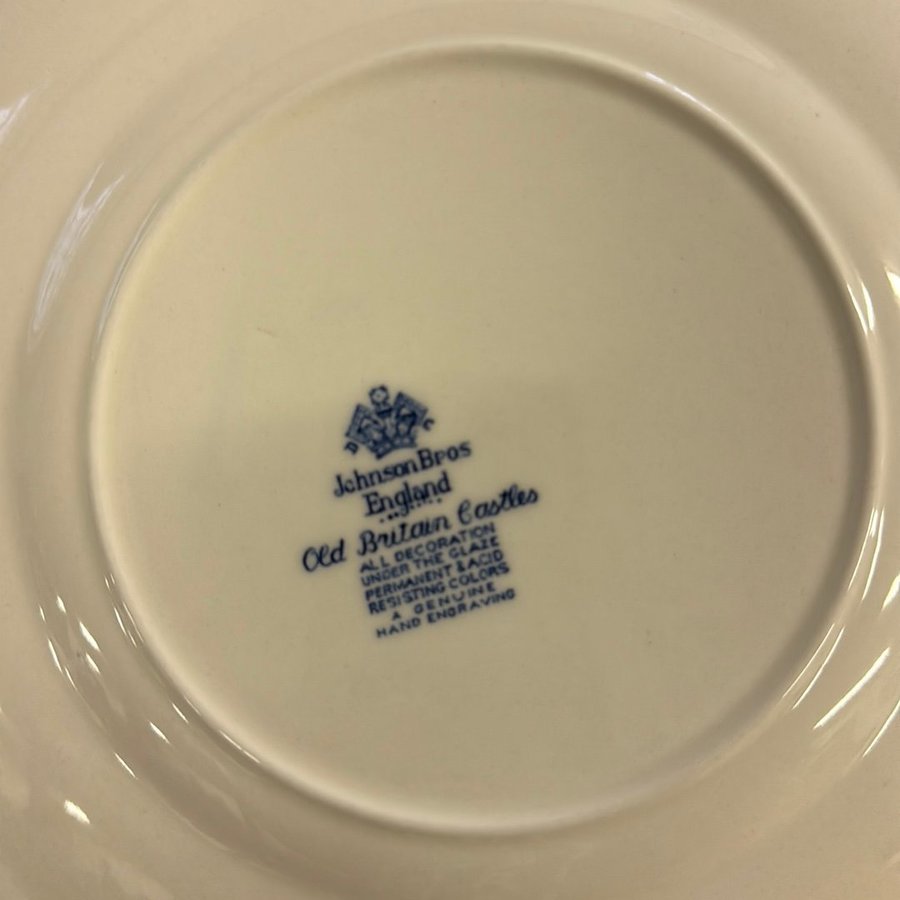 D C
Johnson Bros
England
Old Britain Castles
ALL DECORATION
UNDER THE GLAZE
PERMANENT & ACID
RESISTING COLORS
A GENUINE
HAND ENGRAVING